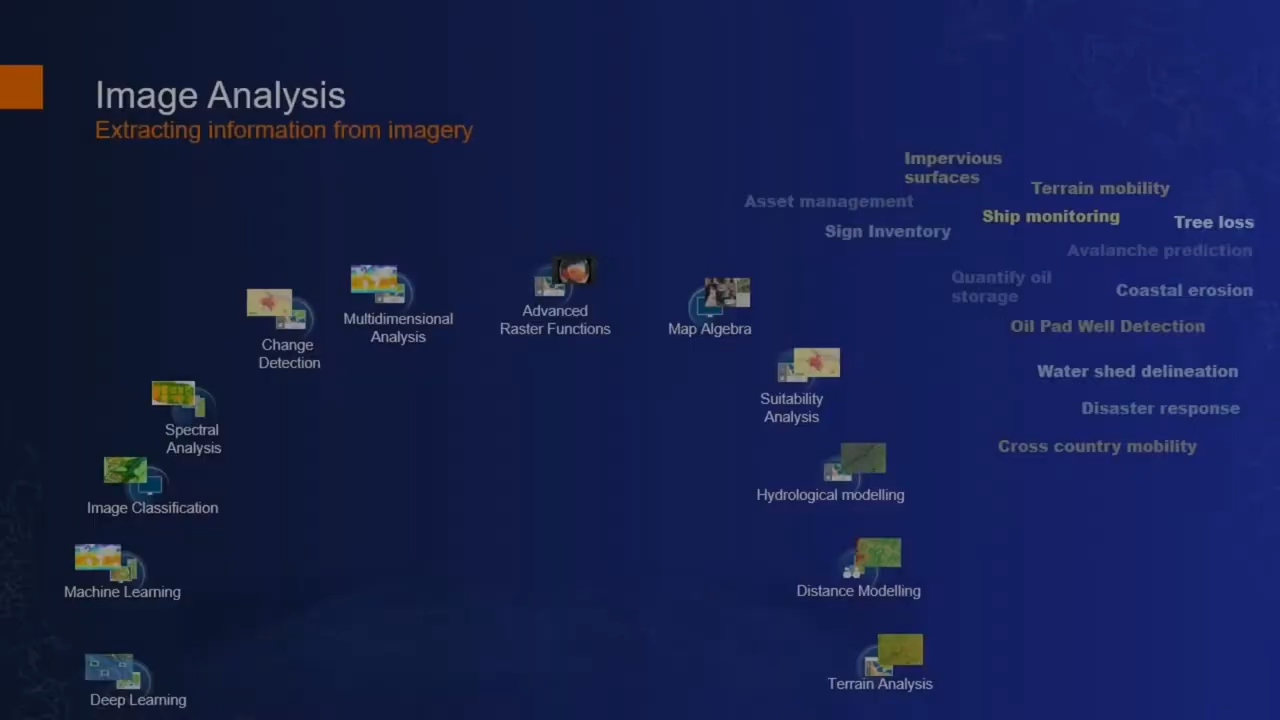 Image Analysis
Extracting information from imagery
Impervious
surfaces
Terrain mobility
Asset management
Ship monitoring
Tree loss
Sign Inventory
Avalanche prediction
Quantify oil
storage
Coastal erosion
Oil Pad Well Detection
Water shed delineation
Disaster response
Cross country mobility
Change
Detection
Multidimensional
Analysis
Advanced
Raster Functions
Map Algebra
Suitability
Analysis
Spectral
Analysis
Image Classification
Hydrological modelling
Machine Learning
Distance Modelling
Deep Learning
Terrain Analysis